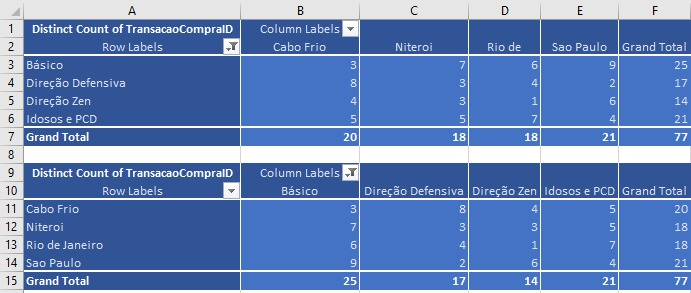 A B C D E F
1 Distinct Count of TransacaoCompraID Column Labels
2 Row Labels Cabo Frio Niteroi Rio de Sao Paulo Grand Total
3 Básico 3 7 6 9 25
4 Direção Defensiva 8 3 4 2 17
5 Direção Zen 4 3 1 6 14
6 Idosos e PCD 5 5 7 4 21
7 Grand Total 20 18 18 21 77
8
9 Distinct Count of TransacaoCompraID Column Labels
10 Row Labels Básico Direção Defensiva Direção Zen Idosos e PCD Grand Total
11 Cabo Frio 3 8 4 5 20
12 Niteroi 7 3 3 5 18
13 Rio de Janeiro 6 4 1 7 18
14 Sao Paulo 9 2 6 4 21
15 Grand Total 25 17 14 21 77